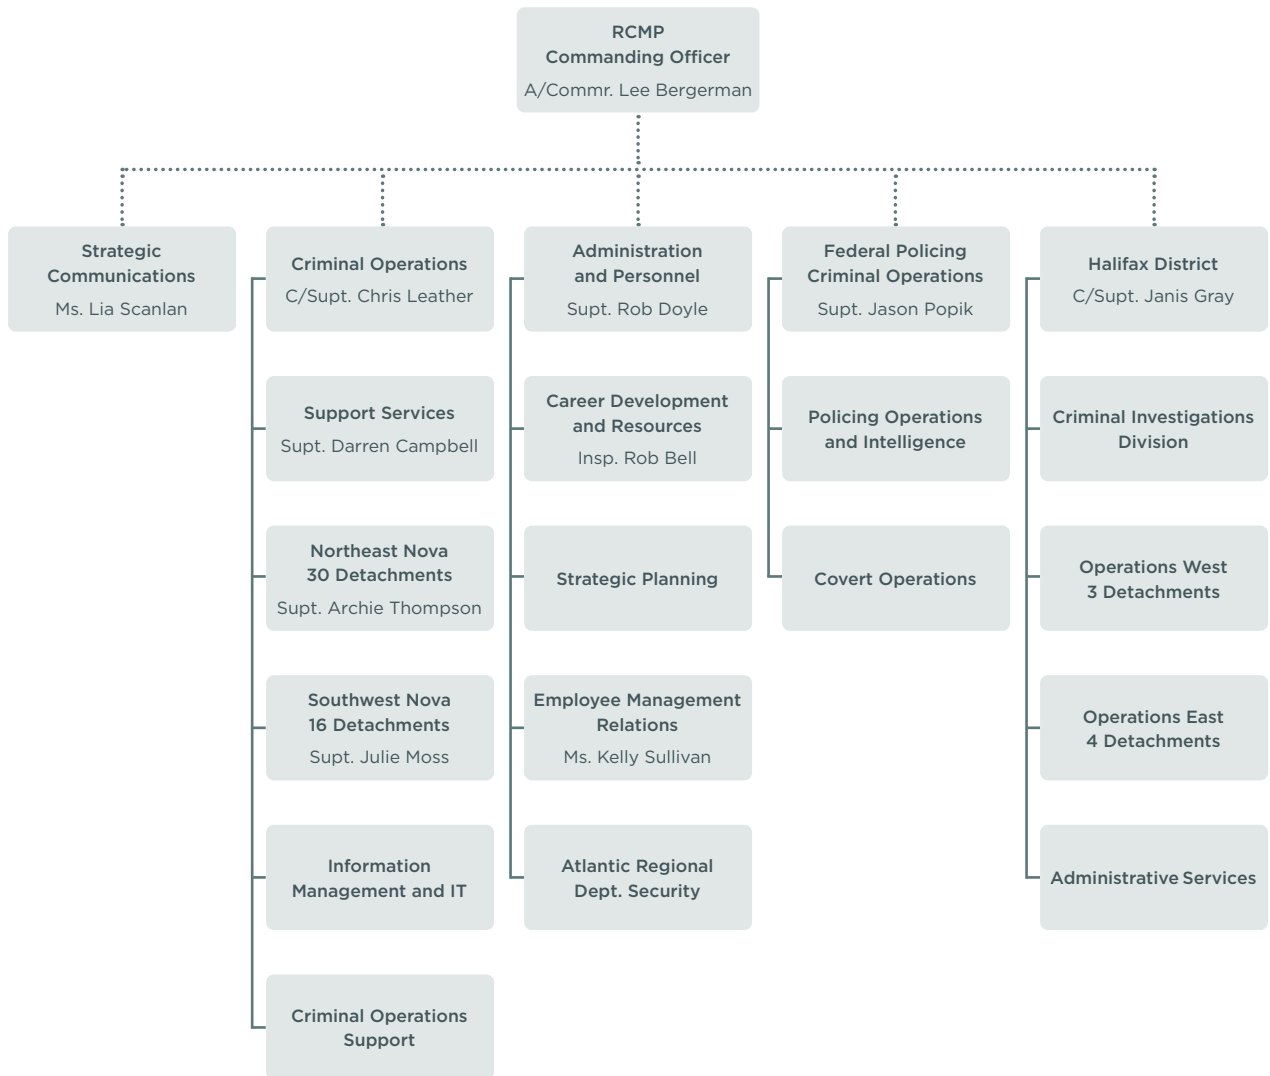 RCMP
Commanding Officer
A/Commr. Lee Bergerman
Strategic
Communications
Ms. Lia Scanlan
Criminal Operations
C/Supt. Chris Leather
Support Services
Supt. Darren Campbell
Northeast Nova
30 Detachments
Supt. Archie Thompson
Southwest Nova
16 Detachments
Supt. Julie Moss
Information
Management and IT
Criminal Operations
Support
Administration
and Personnel
Supt. Rob Doyle
Career Development
and Resources
Insp. Rob Bell
Strategic Planning
Employee Management
Relations
Ms. Kelly Sullivan
Atlantic Regional
Dept. Security
Federal Policing
Criminal Operations
Supt. Jason Popik
Policing Operations
and Intelligence
Covert Operations
Halifax District
C/Supt. Janis Gray
Criminal Investigations
Division
Operations West
3 Detachments
Operations East
4 Detachments
Administrative Services